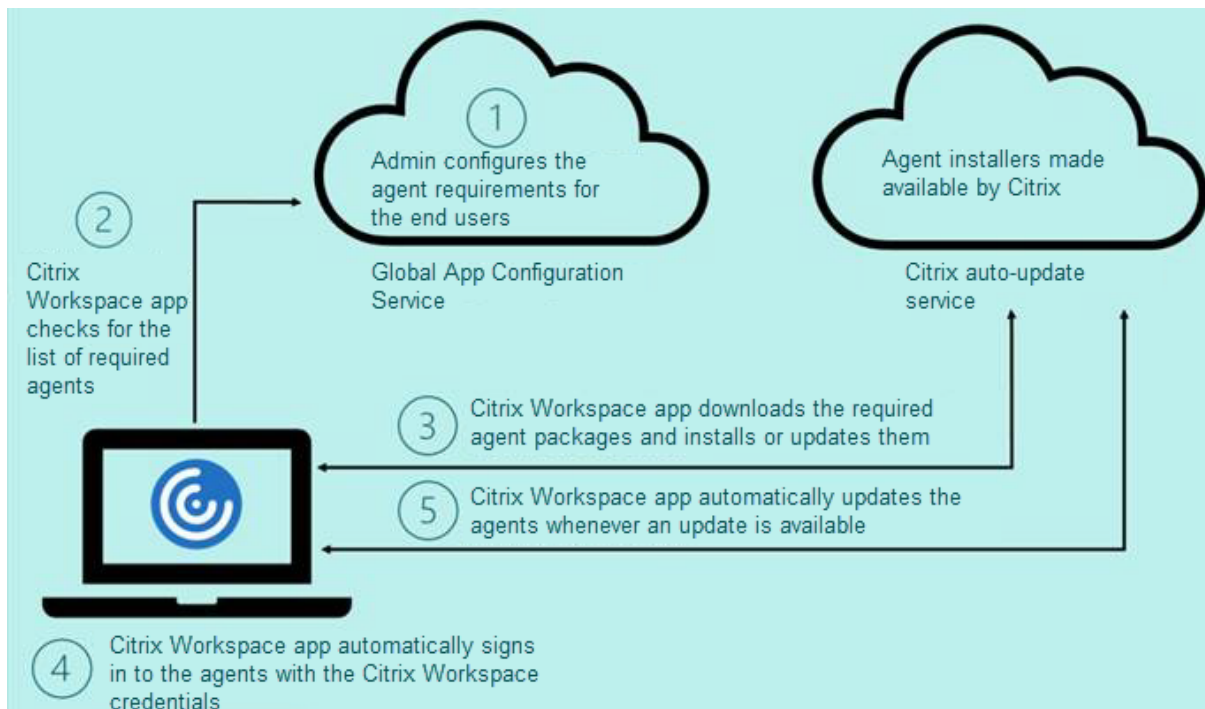 1
Admin configures the
agent requirements for
the end users
Global App Configuration
Service
Agent installers made
available by Citrix
Citrix auto-update
service
2
Citrix
Workspace app
checks for the
list of required
agents
3
Citrix Workspace app downloads the required
agent packages and installs or updates them
5
Citrix Workspace app automatically updates the
agents whenever an update is available
4
Citrix Workspace app automatically signs
in to the agents with the Citrix Workspace
credentials